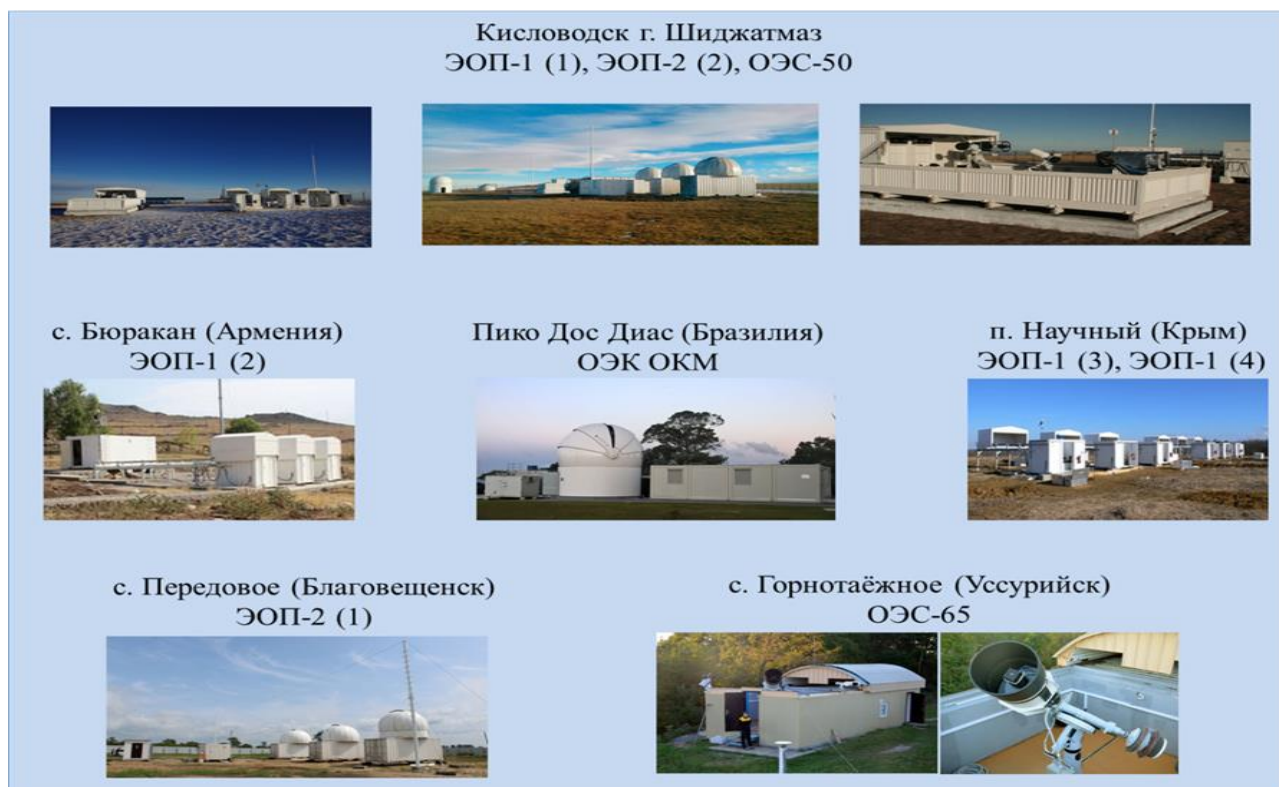 Кисловодск г. Шиджатмаз
ЭОП-1 (1), ЭОП-2 (2), ОЭС-50
с. Бюракан (Армения)
ЭОП-1 (2)
Пико Дос Диас (Бразилия)
ОЭК ОКМ
п. Научный (Крым)
ЭОП-1 (3), ЭОП-1 (4)
с. Передовое (Благовещенск)
ЭОП-2 (1)
с. Горнотаёжное (Уссурийск)
ОЭС-65